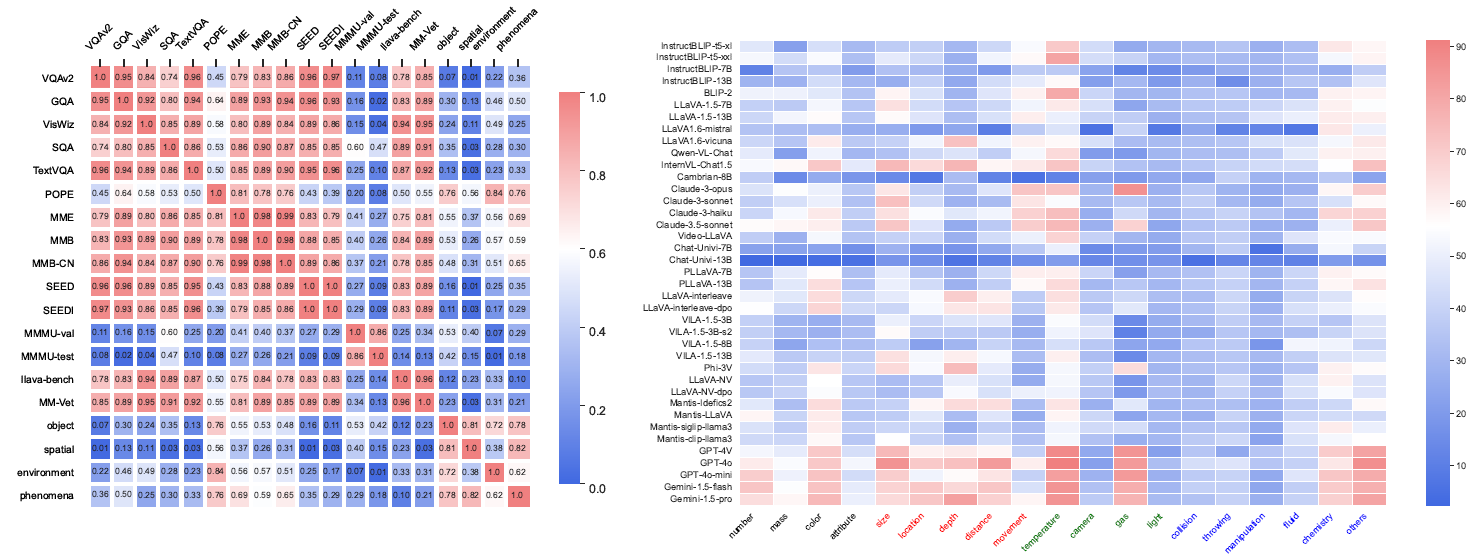 VQAv2 GQA VisWiz SQA TextVQA POPE MME MMB MMB-CN SEED SEEDI MMMU-val MMMU-test llava-bench MM-Vet object spatial environment phenomena
VQAv2 1.0 0.95 0.84 0.74 0.96 0.45 0.79 0.83 0.86 0.96 0.97 0.11 0.08 0.78 0.85 0.07 0.01 0.22 0.36
GQA 0.95 1.0 0.92 0.80 0.94 0.64 0.89 0.93 0.94 0.96 0.93 0.16 0.02 0.83 0.89 0.30 0.13 0.46 0.50
VisWiz 0.84 0.92 1.0 0.85 0.89 0.58 0.80 0.89 0.84 0.89 0.86 0.15 0.04 0.94 0.95 0.24 0.11 0.49 0.25
SQA 0.74 0.80 0.85 1.0 0.86 0.53 0.86 0.90 0.87 0.85 0.85 0.60 0.47 0.89 0.91 0.35 0.03 0.28 0.30
TextVQA 0.96 0.94 0.89 0.86 1.0 0.50 0.85 0.89 0.90 0.95 0.96 0.25 0.10 0.87 0.92 0.13 0.03 0.23 0.33
POPE 0.45 0.64 0.58 0.53 0.50 1.0 0.81 0.78 0.76 0.43 0.39 0.20 0.08 0.50 0.55 0.76 0.56 0.84 0.76
MME 0.79 0.89 0.80 0.86 0.85 0.81 1.0 0.98 0.99 0.83 0.79 0.41 0.27 0.75 0.81 0.55 0.37 0.56 0.69
MMB 0.83 0.93 0.89 0.90 0.89 0.78 0.98 1.0 0.98 0.88 0.85 0.40 0.26 0.84 0.89 0.53 0.26 0.57 0.59
MMB-CN 0.86 0.94 0.84 0.87 0.90 0.76 0.99 0.98 1.0 0.89 0.86 0.37 0.21 0.78 0.85 0.48 0.31 0.51 0.65
SEED 0.96 0.96 0.89 0.85 0.95 0.43 0.83 0.88 0.89 1.0 1.0 0.27 0.09 0.83 0.89 0.16 0.01 0.25 0.35
SEEDI 0.97 0.93 0.86 0.85 0.96 0.39 0.79 0.85 0.86 1.0 1.0 0.29 0.09 0.83 0.89 0.11 0.03 0.17 0.29
MMMU-val 0.11 0.16 0.15 0.60 0.25 0.20 0.41 0.40 0.37 0.27 0.29 1.0 0.86 0.25 0.34 0.53 0.40 0.07 0.29
MMMU-test 0.08 0.02 0.04 0.47 0.10 0.08 0.27 0.26 0.21 0.09 0.09 0.86 1.0 0.14 0.13 0.42 0.15 0.01 0.18
llava-bench 0.78 0.83 0.94 0.89 0.87 0.50 0.75 0.84 0.78 0.83 0.83 0.25 0.14 1.0 0.96 0.12 0.23 0.33 0.10
MM-Vet 0.85 0.89 0.95 0.91 0.92 0.55 0.81 0.89 0.85 0.89 0.89 0.34 0.13 0.96 1.0 0.23 0.03 0.31 0.21
object 0.07 0.30 0.24 0.35 0.13 0.76 0.55 0.53 0.48 0.16 0.11 0.53 0.42 0.12 0.23 1.0 0.81 0.72 0.78
spatial 0.01 0.13 0.11 0.03 0.03 0.56 0.37 0.26 0.31 0.01 0.03 0.40 0.15 0.23 0.03 0.81 1.0 0.38 0.82
environment 0.22 0.46 0.49 0.28 0.23 0.84 0.56 0.57 0.51 0.25 0.17 0.07 0.01 0.33 0.31 0.72 0.38 1.0 0.62
phenomena 0.36 0.50 0.25 0.30 0.33 0.76 0.69 0.59 0.65 0.35 0.29 0.29 0.18 0.10 0.21 0.78 0.82 0.62 1.0
1.0
0.8
0.6
0.4
0.2
0.0
InstructBLIP-t5-xl
InstructBLIP-t5-xxl
InstructBLIP-7B
InstructBLIP-13B
BLIP-2
LLaVA-1.5-7B
LLaVA-1.5-13B
LLaVA1.6-mistral
LLaVA1.6-vicuna
Qwen-VL-Chat
InternVL-Chat1.5
Cambrian-8B
Claude-3-opus
Claude-3-sonnet
Claude-3-haiku
Claude-3.5-sonnet
Video-LLaVA
Chat-Univi-7B
Chat-Univi-13B
PLLaVA-7B
PLLaVA-13B
LLaVA-interleave
LLaVA-interleave-dpo
VILA-1.5-3B
VILA-1.5-3B-s2
VILA-1.5-8B
VILA-1.5-13B
Phi-3V
LLaVA-NV
LLaVA-NV-dpo
Mantis-Idefics2
Mantis-LLaVA
Mantis-siglip-llama3
Mantis-clip-llama3
GPT-4V
GPT-4o
GPT-4o-mini
Gemini-1.5-flash
Gemini-1.5-pro
number mass color attribute size location depth distance movement temperature camera gas light collision throwing manipulation fluid chemistry others
90
80
70
60
50
40
30
20
10